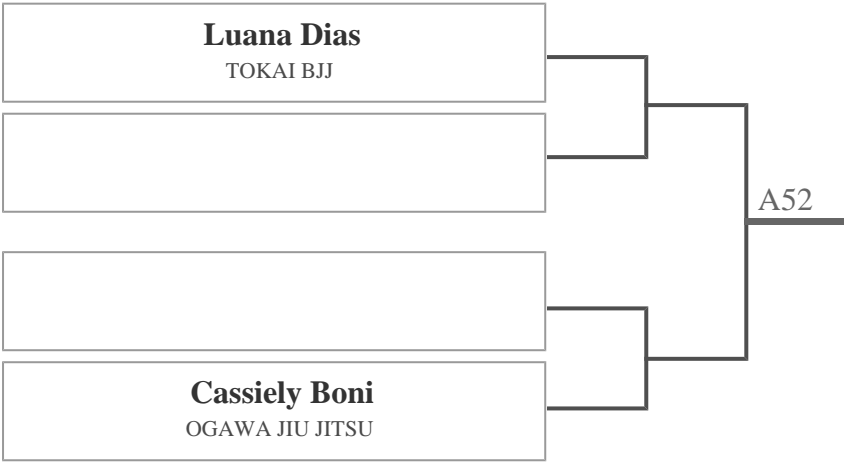 Luana Dias
TOKAI BJJ
A52
Cassiely Boni
OGAWA JIU JITSU